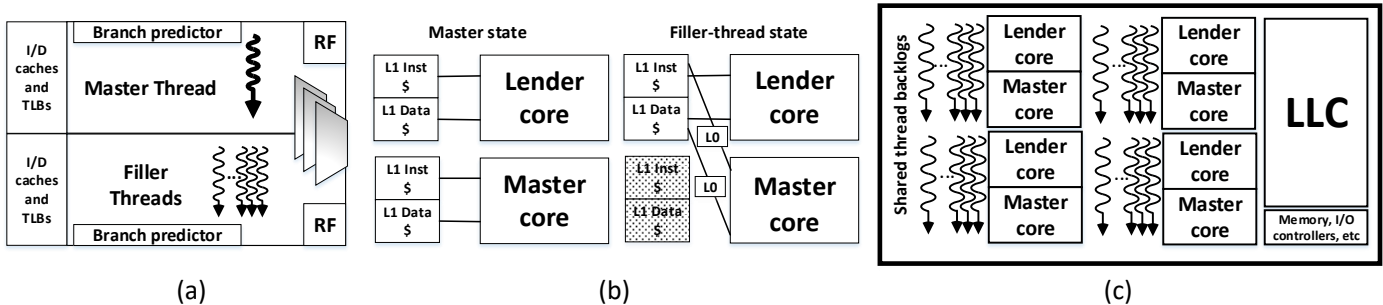 I/D
caches
and
TLBs
Branch predictor
RF
Master Thread
I/D
caches
and
TLBs
Filler
Threads
...
Branch predictor
RF
(a)
Master state
L1 Inst
$
L1 Data
$
Lender
core
L1 Inst
$
L1 Data
$
Master
core
Filler-thread state
L1 Inst
$
L1 Data
$
Lender
core
L0
L0
L1 Inst
$
L1 Data
$
Master
core
(b)
Shared thread backlogs
...
Lender
core
Master
core
...
Lender
core
Master
core
...
Lender
core
Master
core
...
Lender
core
Master
core
LLC
Memory, I/O
controllers, etc
(c)